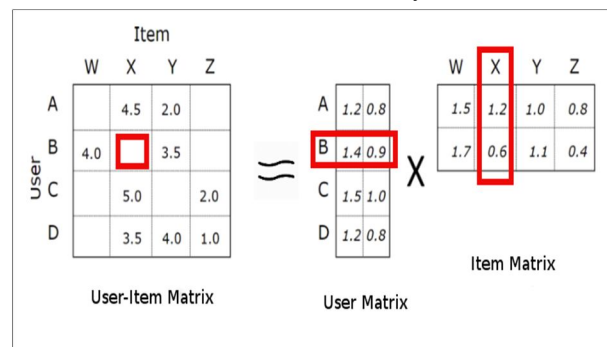 Item
W X Y Z
User
A 4.5 2.0
B 4.0 3.5
C 5.0 2.0
D 3.5 4.0 1.0
User-Item Matrix
≈
A 1.2 0.8
B 1.4 0.9
C 1.5 1.0
D 1.2 0.8
User Matrix
X
W X Y Z
1.5 1.2 1.0 0.8
1.7 0.6 1.1 0.4
Item Matrix